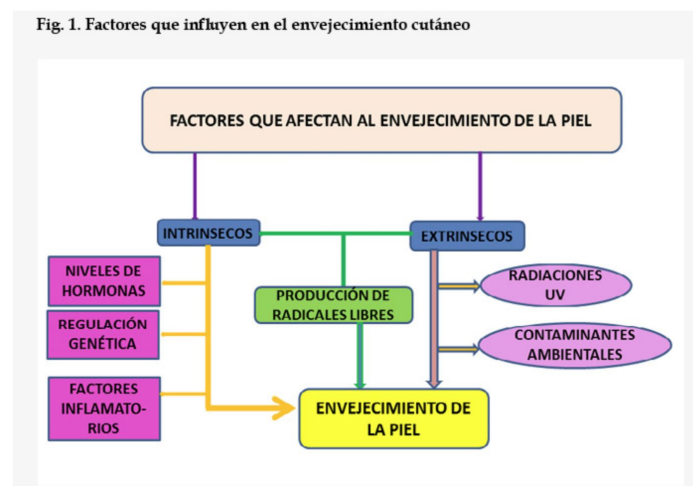 Fig. 1. Factores que influyen en el envejecimiento cutáneo
FACTORES QUE AFECTAN AL ENVEJECIMIENTO DE LA PIEL
INTRINSECOS
EXTRINSECOS
NIVELES DE
HORMONAS
REGULACIÓN
GENÉTICA
FACTORES
INFLAMATO-
RIOS
PRODUCCIÓN DE
RADICALES LIBRES
RADIACIONES
UV
CONTAMINANTES
AMBIENTALES
ENVEJECIMIENTO DE
LA PIEL